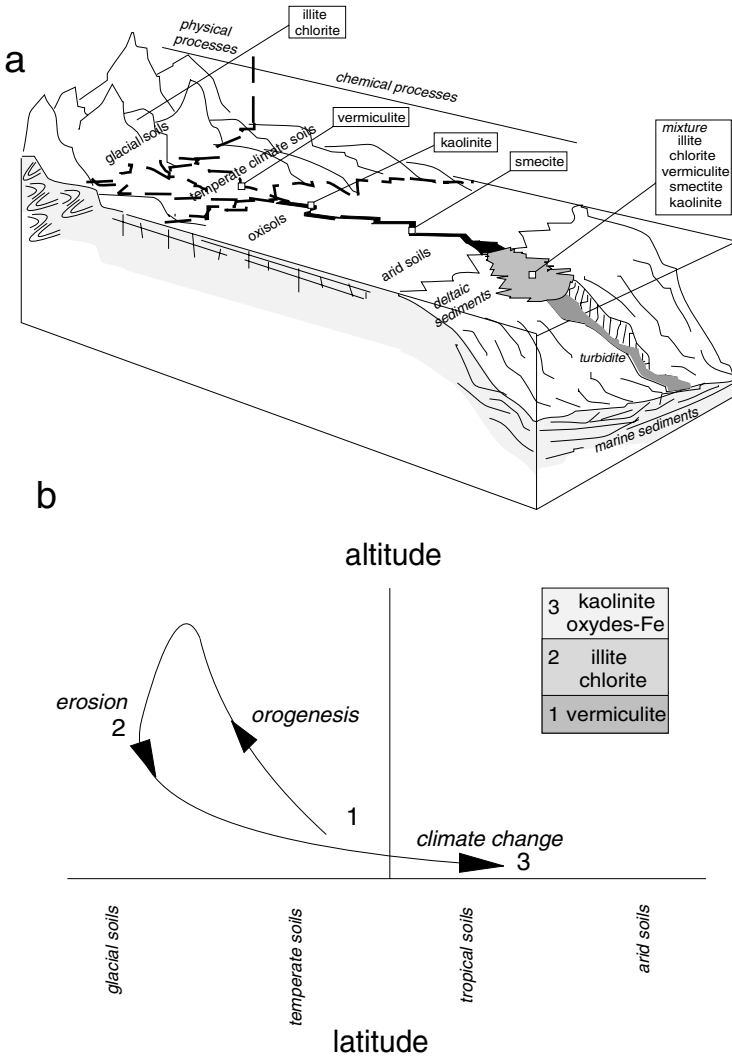 a
physical
processes
illite
chlorite
chemical processes
glacial soils
temperate climate soils
vermiculite
kaolinite
smecite
mixture
illite
chlorite
vermiculite
smectite
kaolinite
oxisols
arid soils
deltaic
sediments
turbidite
marine sediments
b
altitude
3 kaolinite
oxydes-Fe
2 illite
chlorite
1 vermiculite
erosion
2
orogenesis
1
climate change
3
glacial soils
temperate soils
tropical soils
arid soils
latitude